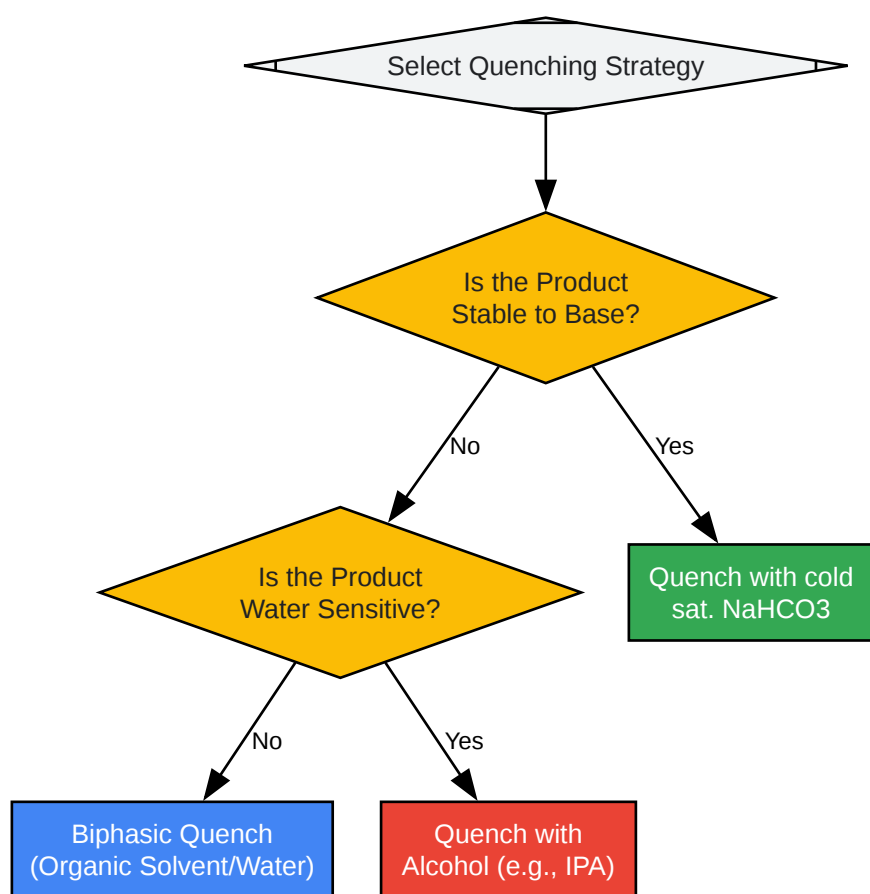 Select Quenching Strategy
Is the Product
Stable to Base?
No
Yes
Is the Product
Water Sensitive?
Quench with cold
sat. NaHCO3
No
Yes
Biphasic Quench
(Organic Solvent/Water)
Quench with
Alcohol (e.g., IPA)